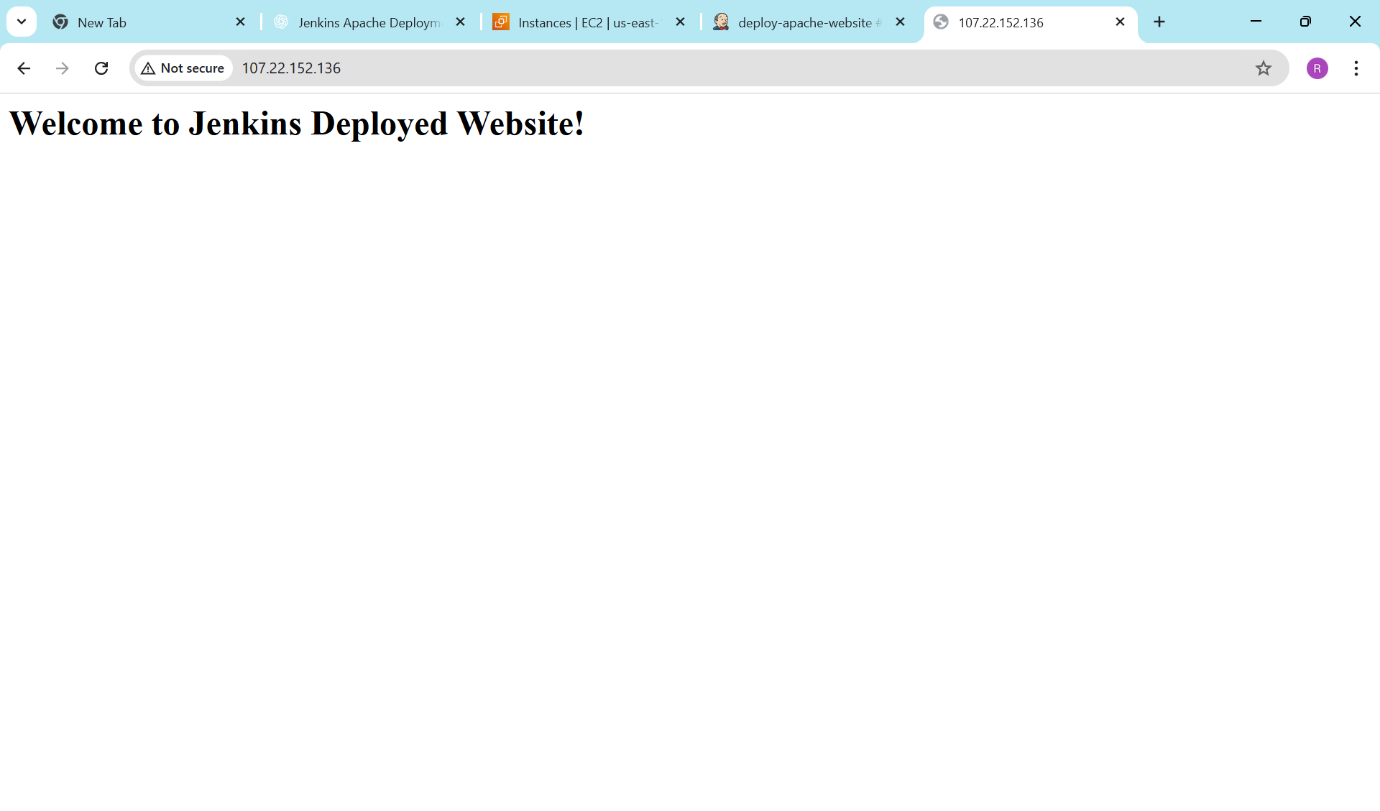 New Tab
Jenkins Apache Deploym
Instances | EC2 | us-east-
deploy-apache-website
107.22.152.136
Not secure
107.22.152.136
R
Welcome to Jenkins Deployed Website!